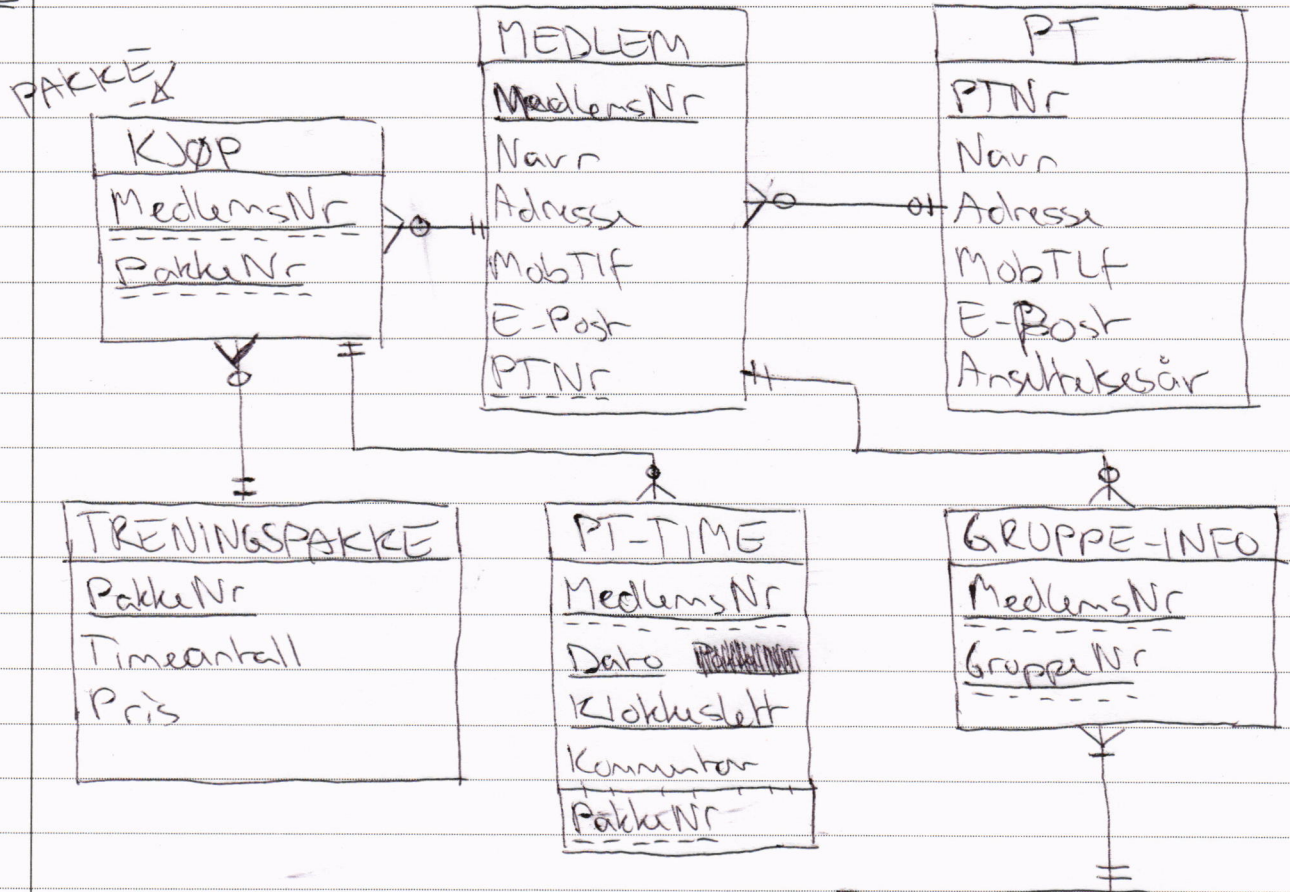 PAKKE
KJØP
MedlemsNr
PakkeNr
MEDLEM
MedlemsNr
Navn
Adresse
MobTlf
E-Post
PTNr
PT
PTNr
Navn
Adresse
MobTLf
E-Post
Ansettelsesår
TRENINGSPAKKE
PakkeNr
Timeantall
Pris
PT-TIME
MedlemsNr
Dato
Klokkeslett
Kommentar
PakkeNr
GRUPPE-INFO
MedlemsNr
GruppeNr